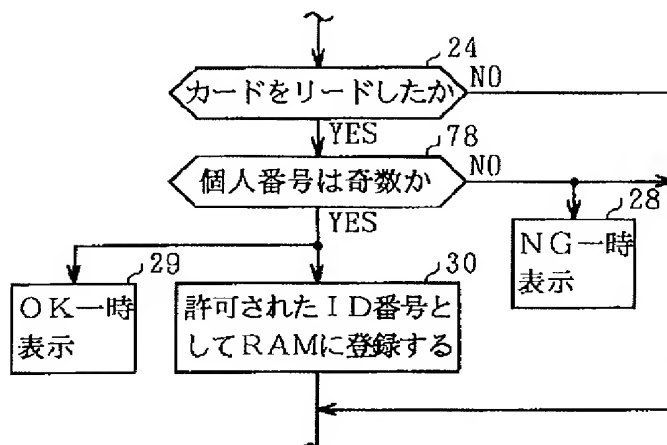 24
カードをリードしたか
NO
YES
78
個人番号は奇数か
NO
YES
28
NG一時
表示
29
OK一時
表示
30
許可されたID番号と
してRAMに登録する